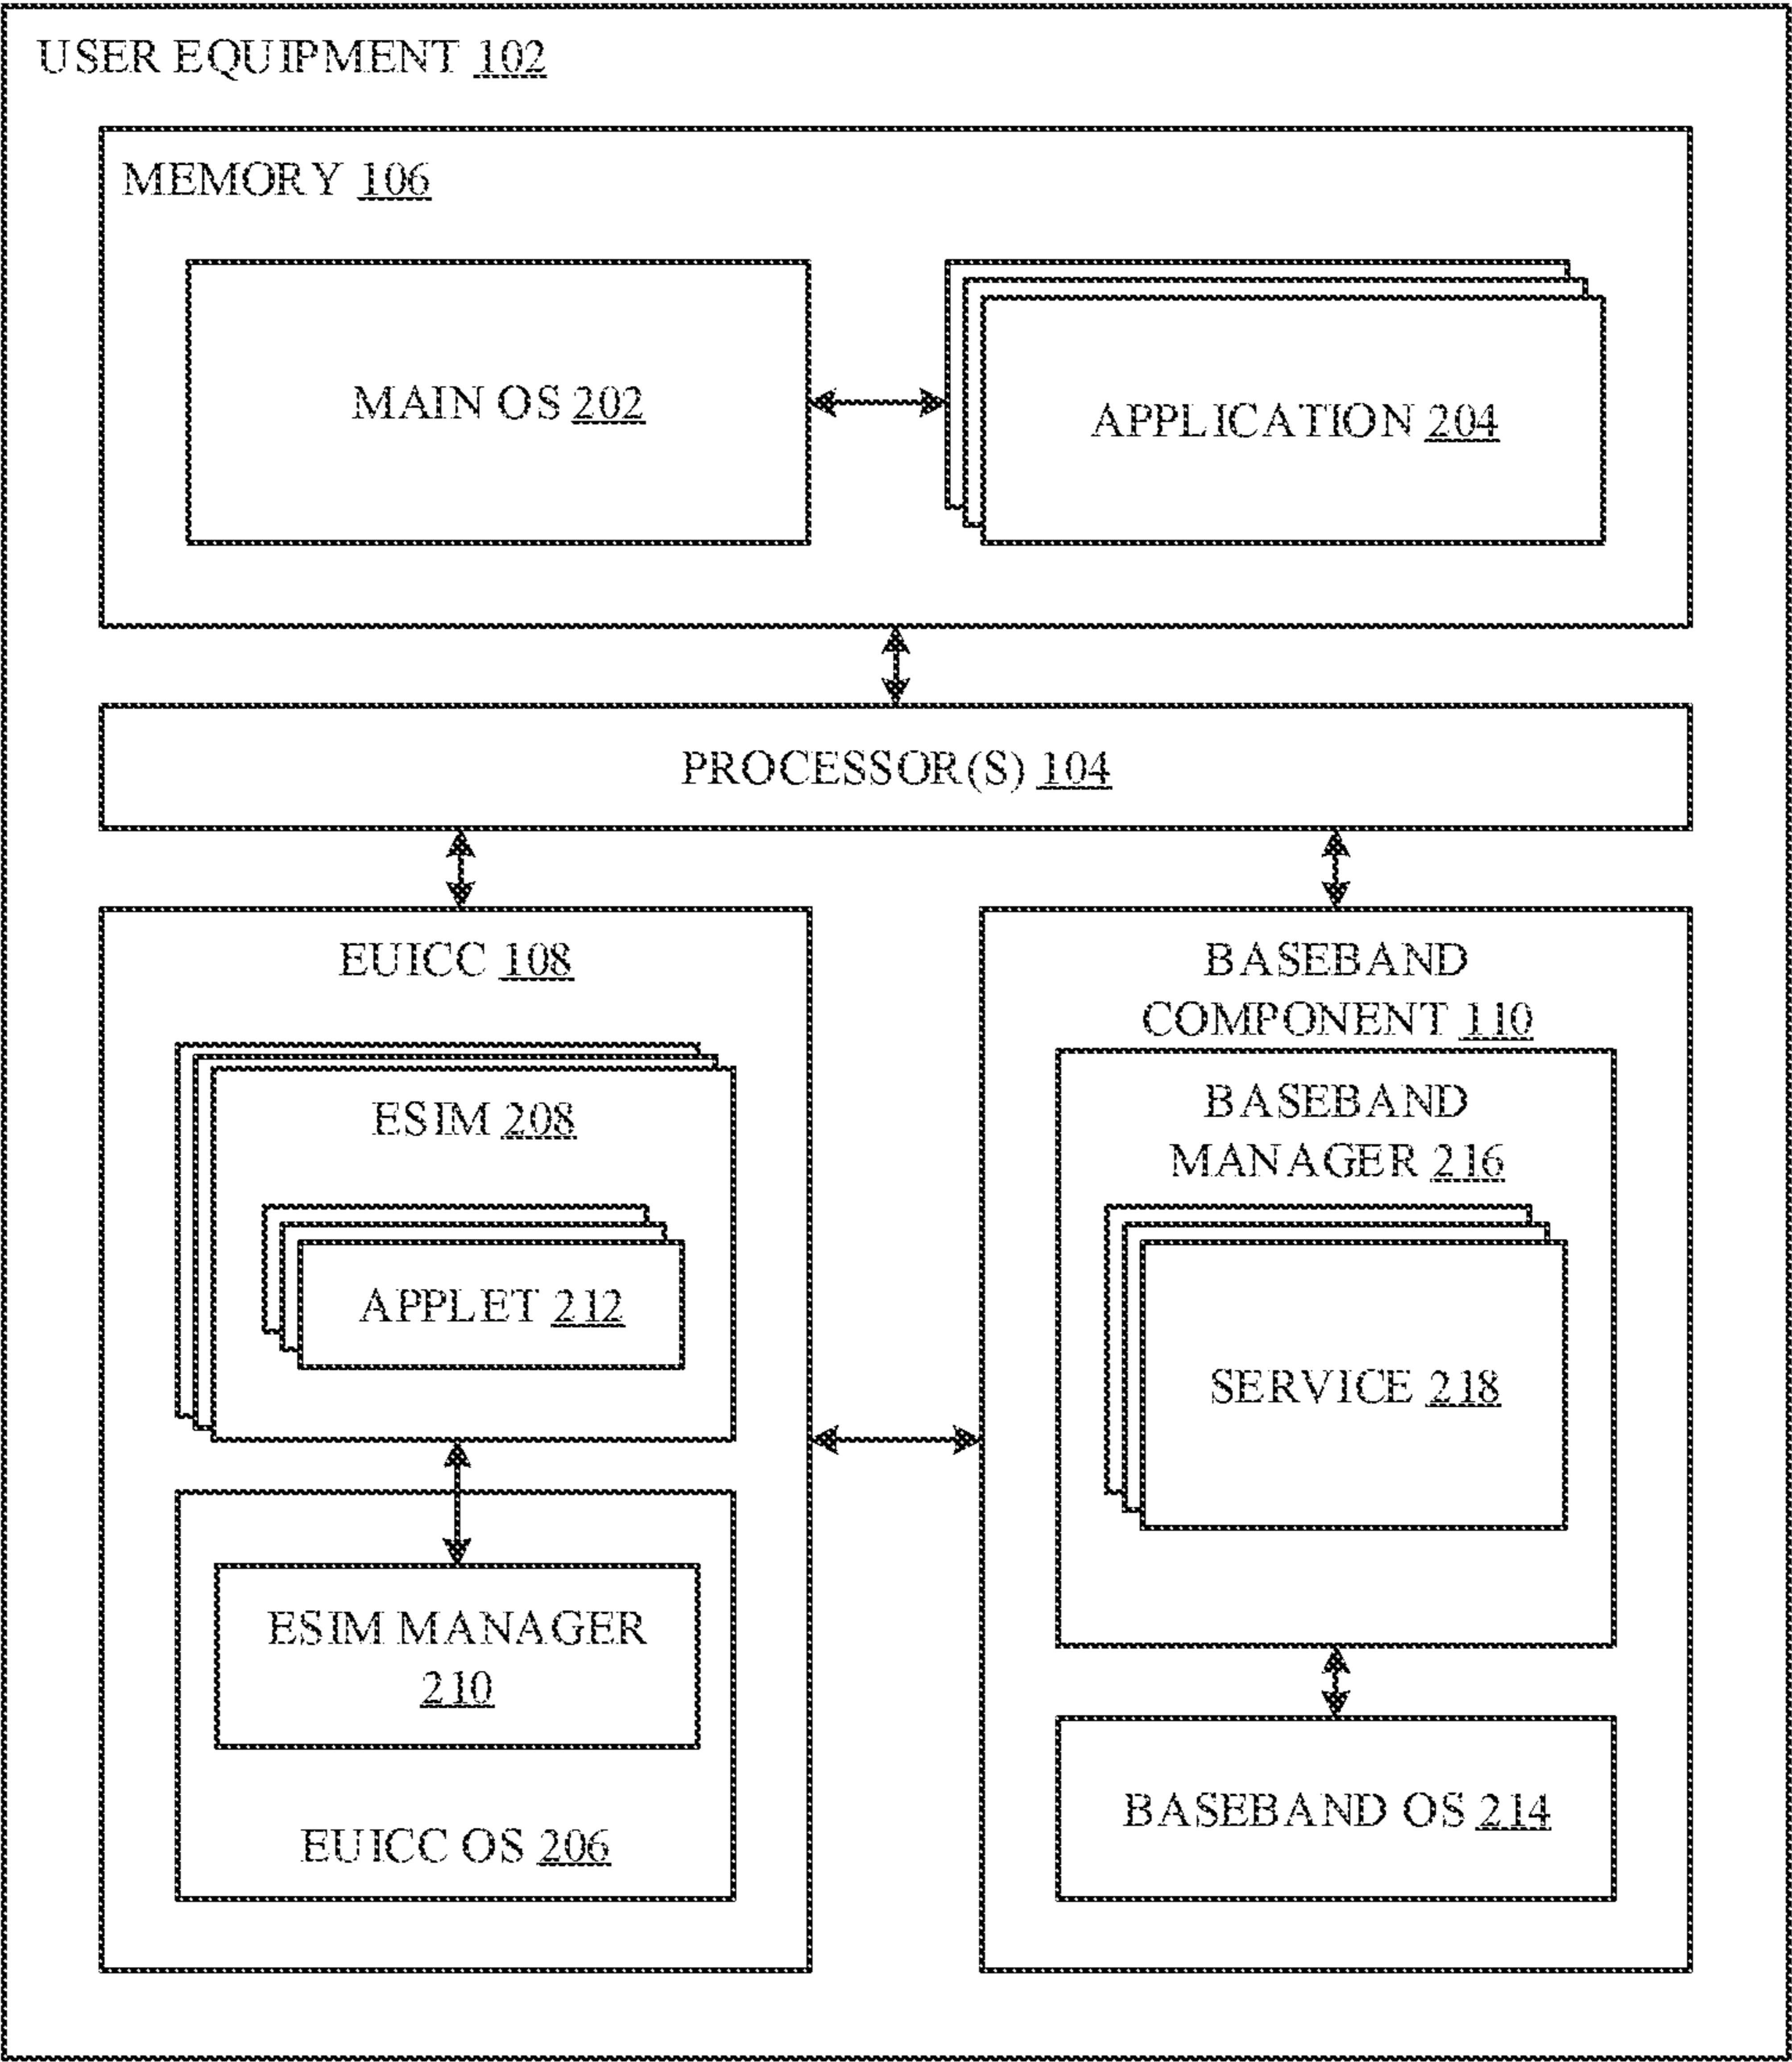 USER EQUIPMENT 102
MEMORY 106
MAIN OS 202
APPLICATION 204
PROCESSOR(S) 104
EUICC 108
ESIM 208
APPLET 212
ESIM MANAGER
210
EUICC OS 206
BASEBAND
COMPONENT 110
BASEBAND
MANAGER 216
SERVICE 218
BASEBAND OS 214